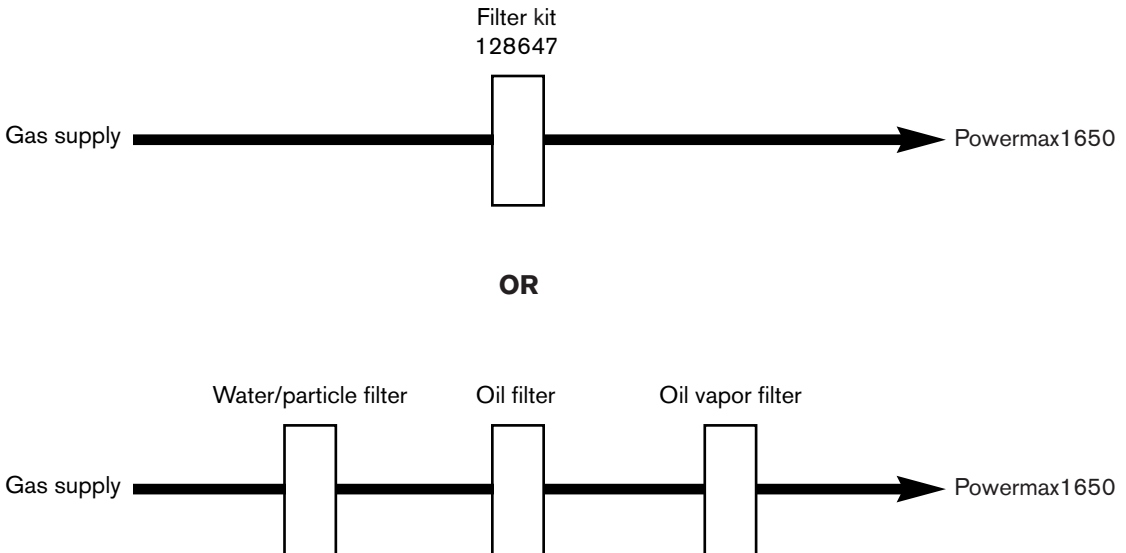 Filter kit
128647
Gas supply
Powermax1650
OR
Water/particle filter
Oil filter
Oil vapor filter
Gas supply
Powermax1650